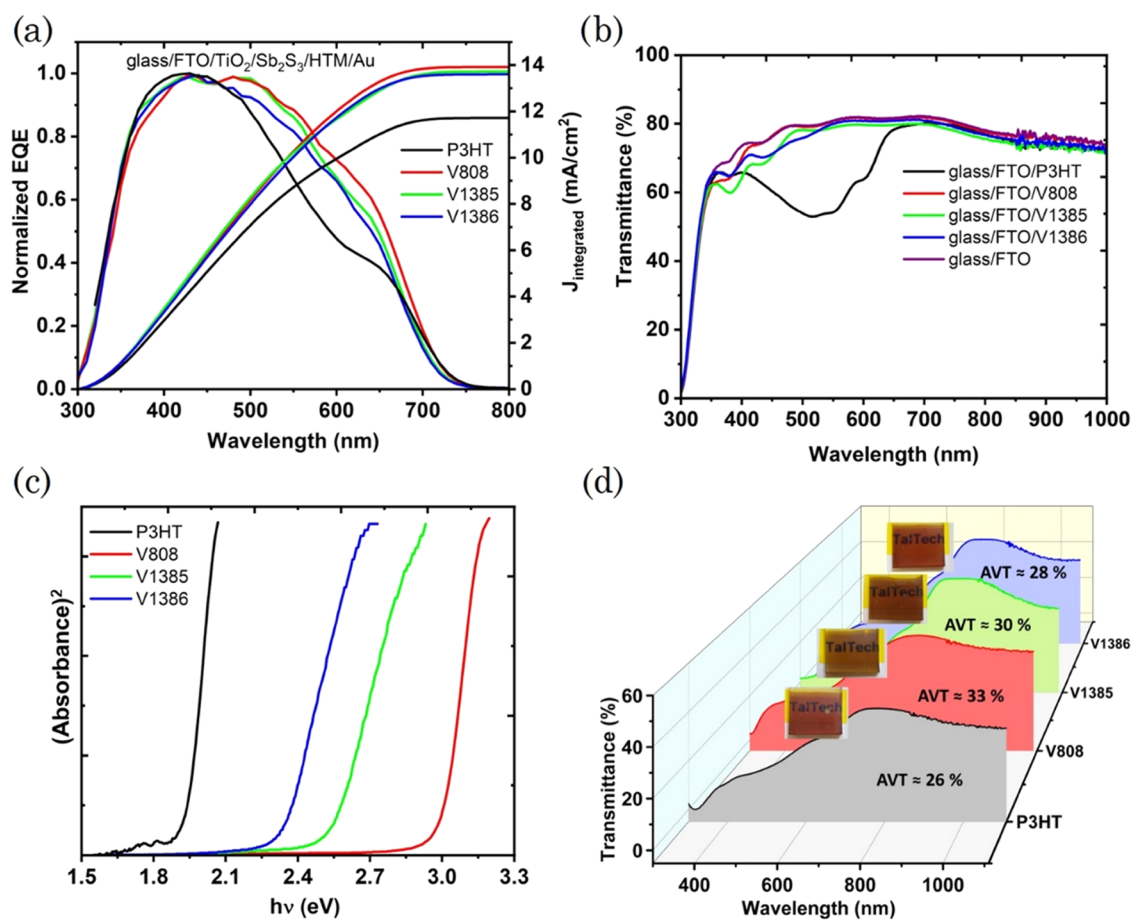 (a)
glass/FTO/TiO2/Sb2S3/HTM/Au
Normalized EQE
1.0
0.8
0.6
0.4
0.2
0.0
14
12
10
8
6
4
2
0
Jintegrated (mA/cm2)
P3HT
V808
V1385
V1386
300
400
500
600
700
800
Wavelength (nm)
(b)
Transmittance (%)
100
80
60
40
20
0
glass/FTO/P3HT
glass/FTO/V808
glass/FTO/V1385
glass/FTO/V1386
glass/FTO
300
400
500
600
700
800
900
1000
Wavelength (nm)
(c)
(Absorbance)2
P3HT
V808
V1385
V1386
1.5
1.8
2.1
2.4
2.7
3.0
3.3
hν (eV)
(d)
TalTech
AVT ≈ 28 %
TalTech
AVT ≈ 30 %
TalTech
AVT ≈ 33 %
TalTech
AVT ≈ 26 %
V1386
V1385
V808
P3HT
Transmittance (%)
60
40
20
0
400
600
800
1000
Wavelength (nm)